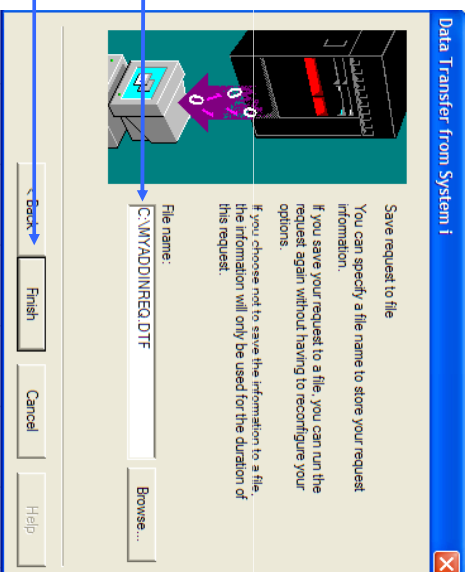 Data Transfer from System i
Save request to file
You can specify a file name to store your request
information.
If you save your request to a file, you can run the
request again without having to reconfigure your
options.
If you choose not to save the information to a file,
the information will only be used for the duration of
this request.
File name:
C:\MYADDINREQ.DTF
Browse...
< Back
Finish
Cancel
Help